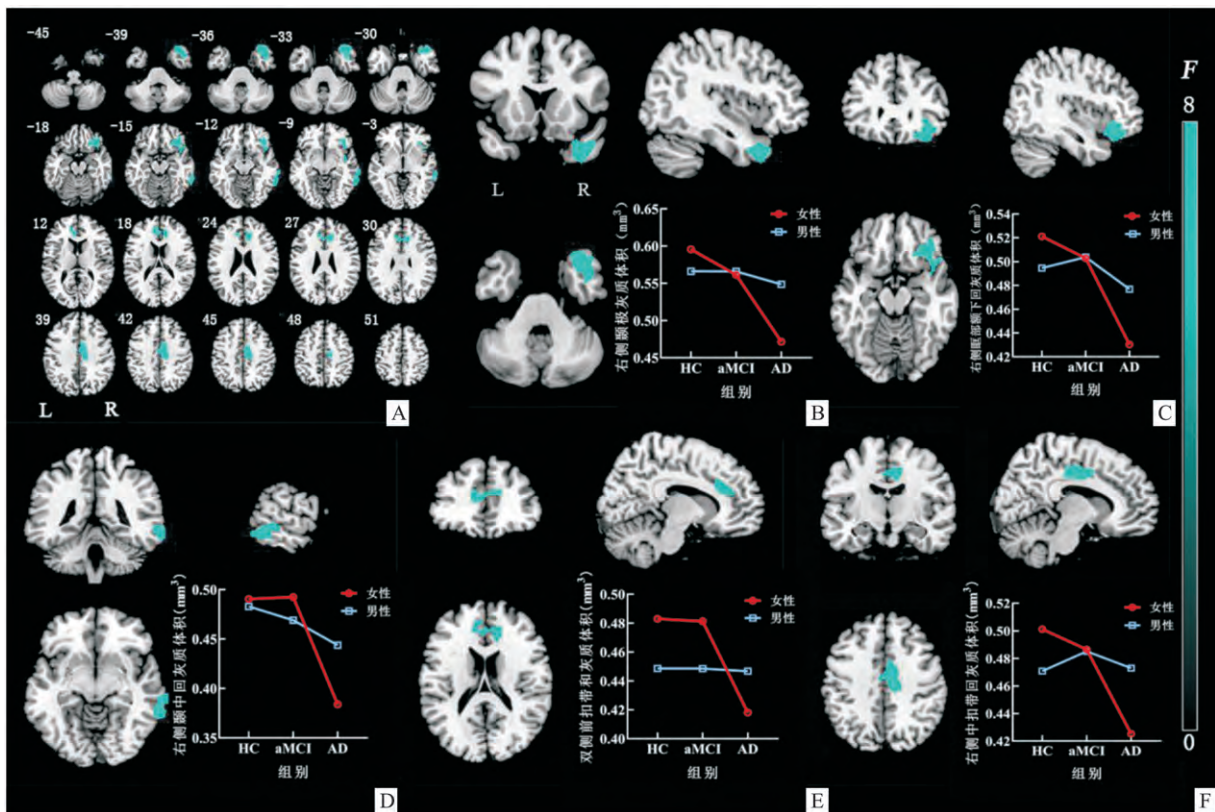 -45 -39 -36 -33 -30
-18 -15 -12 -9 -3
12 18 24 27 30
39 42 45 48 51
L R
A
L R
右侧颞极灰质体积（mm³）
0.65
0.60
0.55
0.50
0.45
女性
男性
HC aMCI AD
组别
B
右侧眶部额下回灰质体积（mm³）
0.54
0.52
0.50
0.48
0.46
0.44
0.42
女性
男性
HC aMCI AD
组别
C
F
8
0
右侧颞中回灰质体积(mm³)
0.50
0.45
0.40
0.35
女性
男性
HC aMCI AD
组别
D
双侧前扣带和灰质体积(mm³)
0.50
0.48
0.46
0.44
0.42
0.40
女性
男性
HC aMCI AD
组别
E
右侧中扣带回灰质体积(mm³)
0.52
0.50
0.48
0.46
0.44
0.42
女性
男性
HC aMCI AD
组别
F